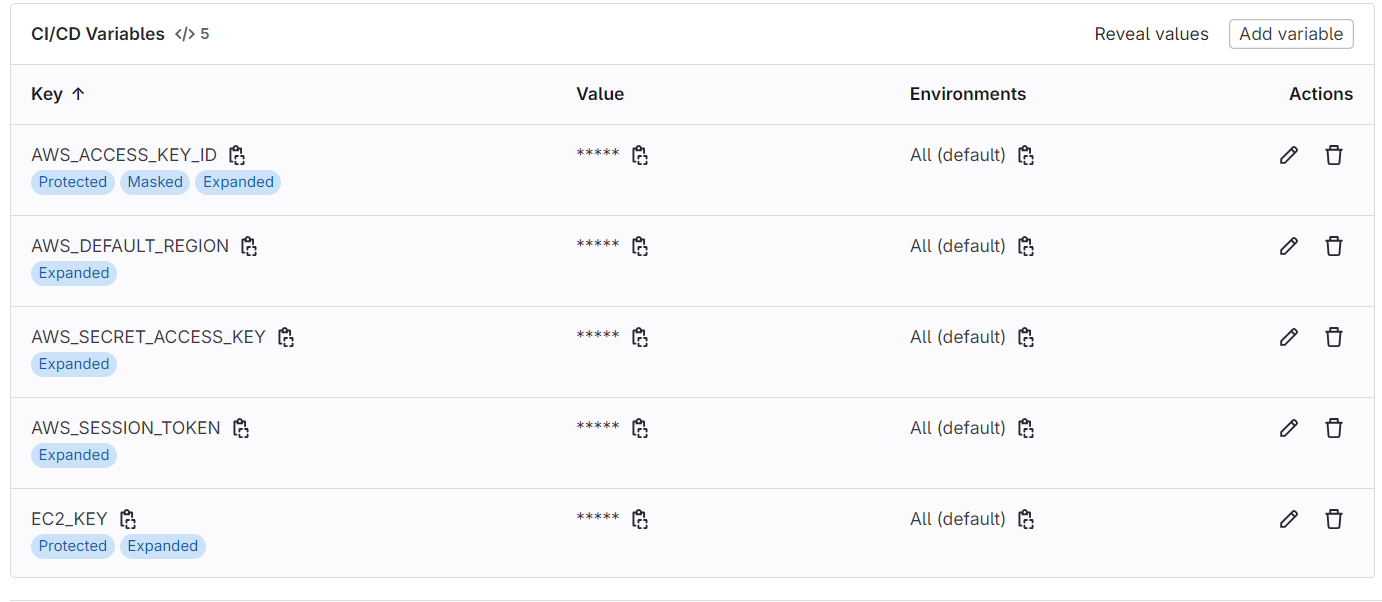 CI/CD Variables </> 5 Reveal values Add variable
Key ↑ Value Environments Actions
AWS_ACCESS_KEY_ID ***** All (default)
Protected Masked Expanded
AWS_DEFAULT_REGION ***** All (default)
Expanded
AWS_SECRET_ACCESS_KEY ***** All (default)
Expanded
AWS_SESSION_TOKEN ***** All (default)
Expanded
EC2_KEY ***** All (default)
Protected Expanded